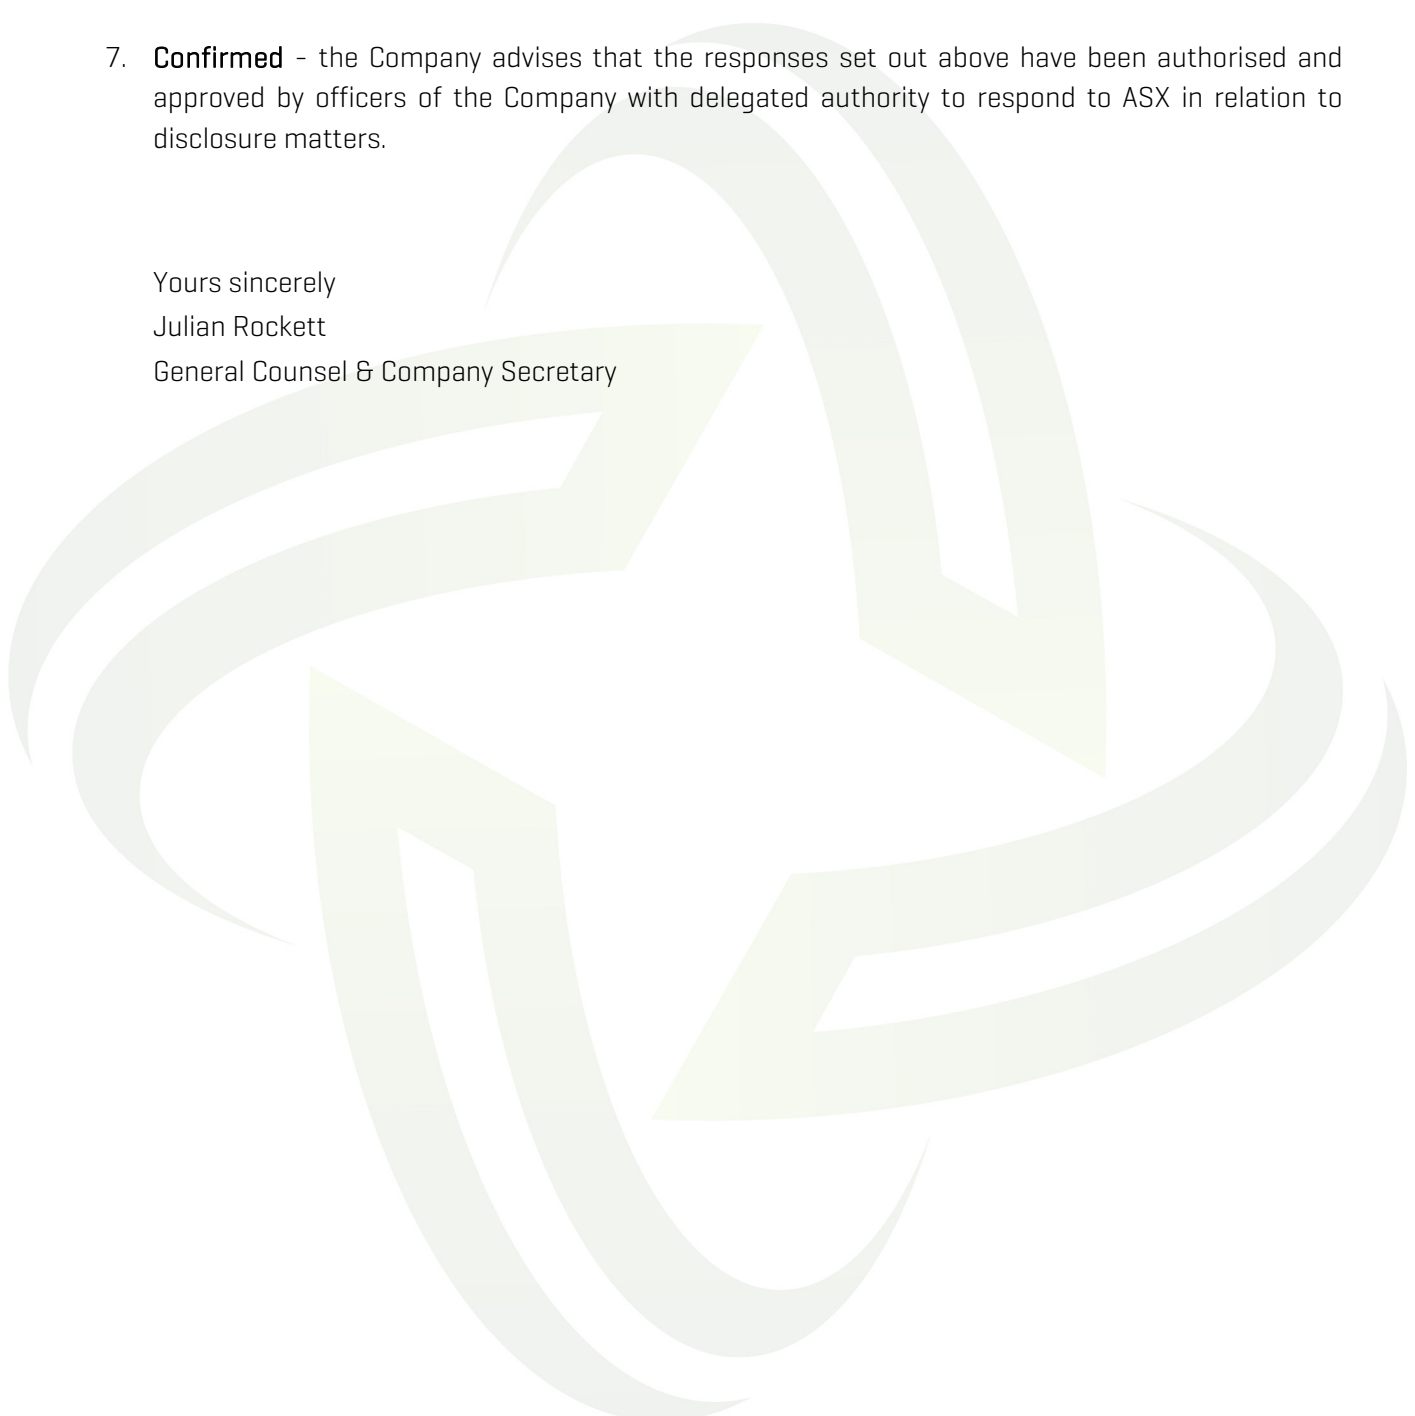 7. Confirmed - the Company advises that the responses set out above have been authorised and
approved by officers of the Company with delegated authority to respond to ASX in relation to
disclosure matters.
Yours sincerely
Julian Rockett
General Counsel & Company Secretary